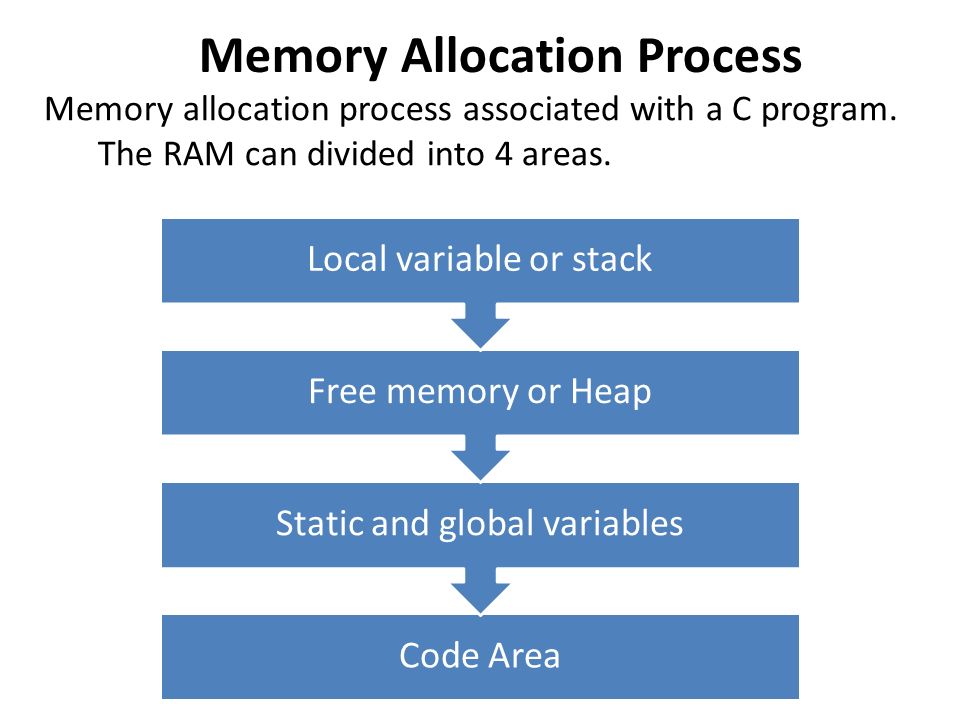 Memory Allocation Process
Memory allocation process associated with a C program.
The RAM can divided into 4 areas.
Local variable or stack
Free memory or Heap
Static and global variables
Code Area